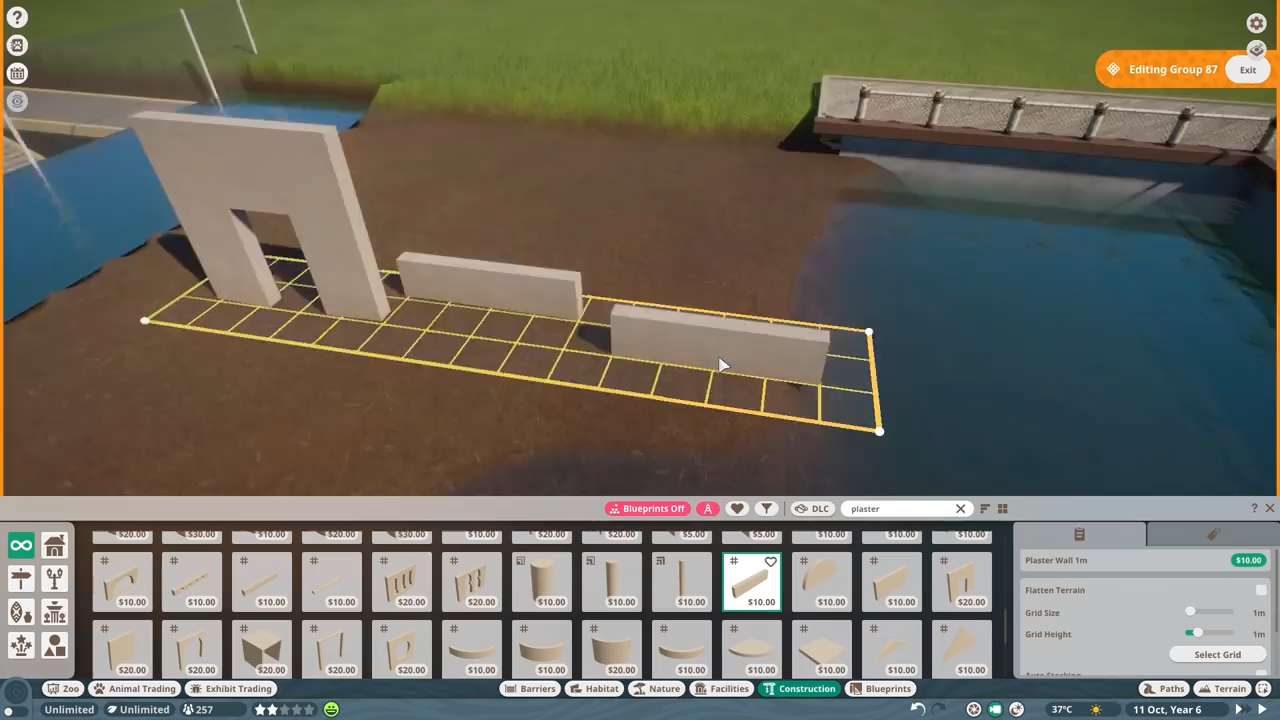 ?
Editing Group 87
Exit
Blueprints Off
DLC
plaster
?
$20.00 $30.00 $10.00 $20.00 $20.00 $10.00 $20.00 $20.00 $5.00 $5.00 $10.00 $10.00 $10.00
$10.00 $10.00 $10.00 $10.00 $20.00 $20.00 $10.00 $10.00 $10.00 $10.00 $10.00 $10.00 $20.00
$20.00 $20.00 $20.00 $20.00 $20.00 $10.00 $10.00 $20.00 $10.00 $10.00 $10.00 $10.00 $10.00
Plaster Wall 1m
$10.00
Flatten Terrain
Grid Size 1m
Grid Height 1m
Select Grid
Zoo Animal Trading Exhibit Trading Barriers Habitat Nature Facilities Construction Blueprints Paths Terrain
Unlimited Unlimited 257 37°C 11 Oct, Year 6